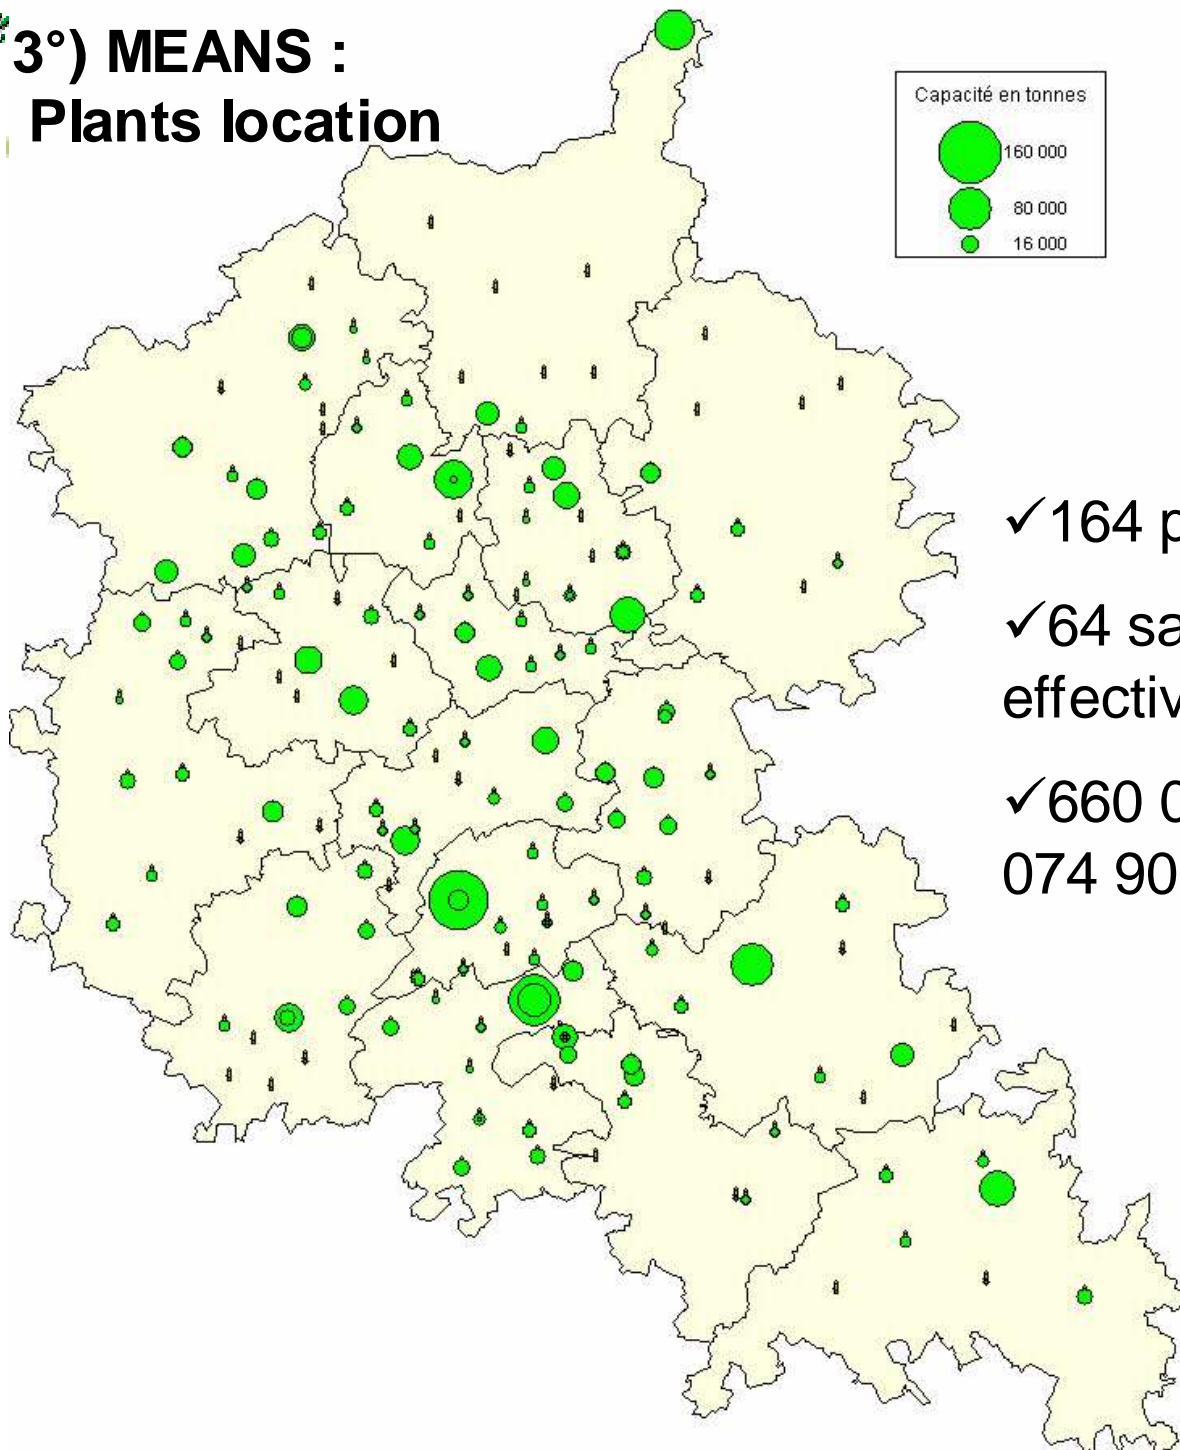 3°) MEANS :
Plants location
Capacité en tonnes
160 000
80 000
16 000
✓164 p
✓64 sa
effectiv
✓660 0
074 90